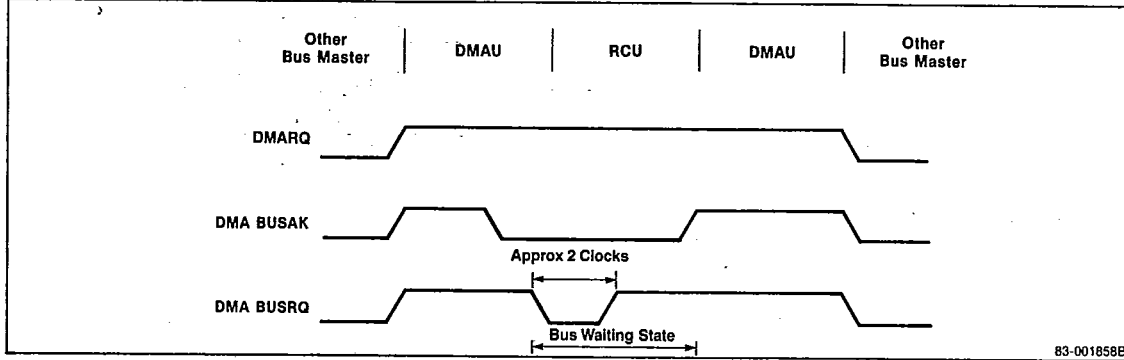 Other
Bus Master
DMAU
RCU
DMAU
Other
Bus Master
DMARQ
DMA BUSAK
Approx 2 Clocks
DMA BUSRQ
Bus Waiting State
83-001858B